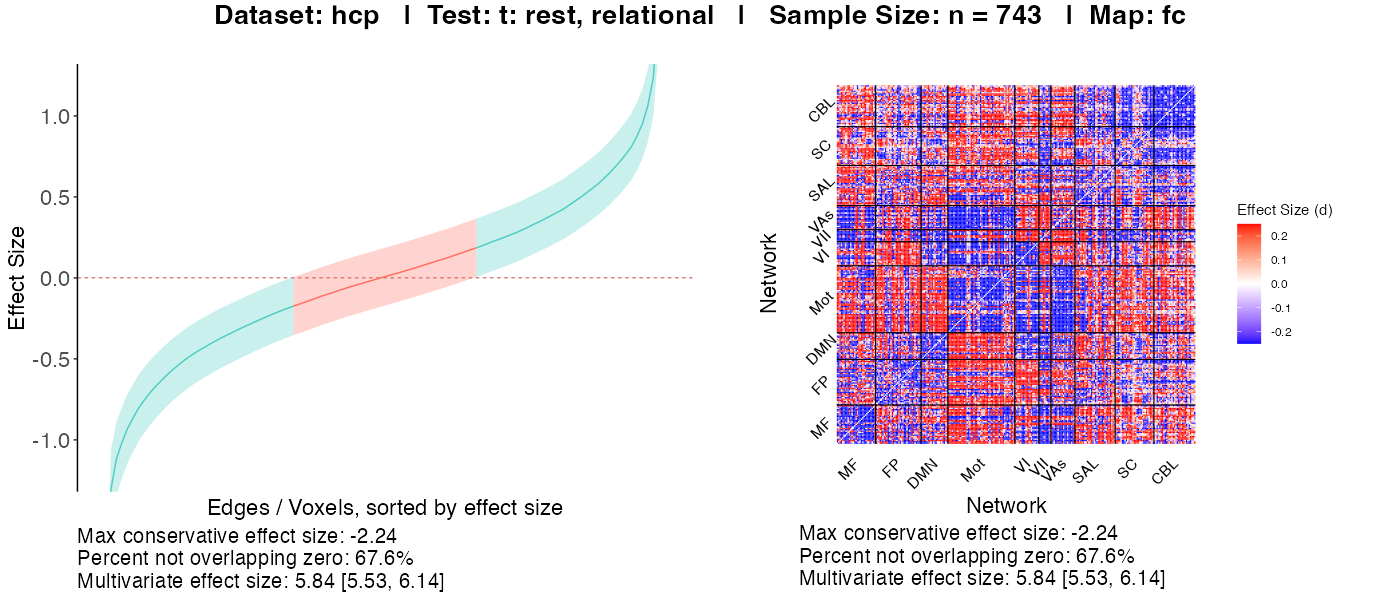 Dataset: hcp   |   Test: t: rest, relational   |   Sample Size: n = 743   |   Map: fc
Effect Size
1.0
0.5
0.0
-0.5
-1.0
Edges / Voxels, sorted by effect size
Max conservative effect size: -2.24
Percent not overlapping zero: 67.6%
Multivariate effect size: 5.84 [5.53, 6.14]
Network
CBL
SC
SAL
VAs
VII
VI
Mot
DMN
FP
MF
MF
FP
DMN
Mot
VI
VII
VAs
SAL
SC
CBL
Network
Max conservative effect size: -2.24
Percent not overlapping zero: 67.6%
Multivariate effect size: 5.84 [5.53, 6.14]
Effect Size (d)
0.2
0.1
0.0
-0.1
-0.2